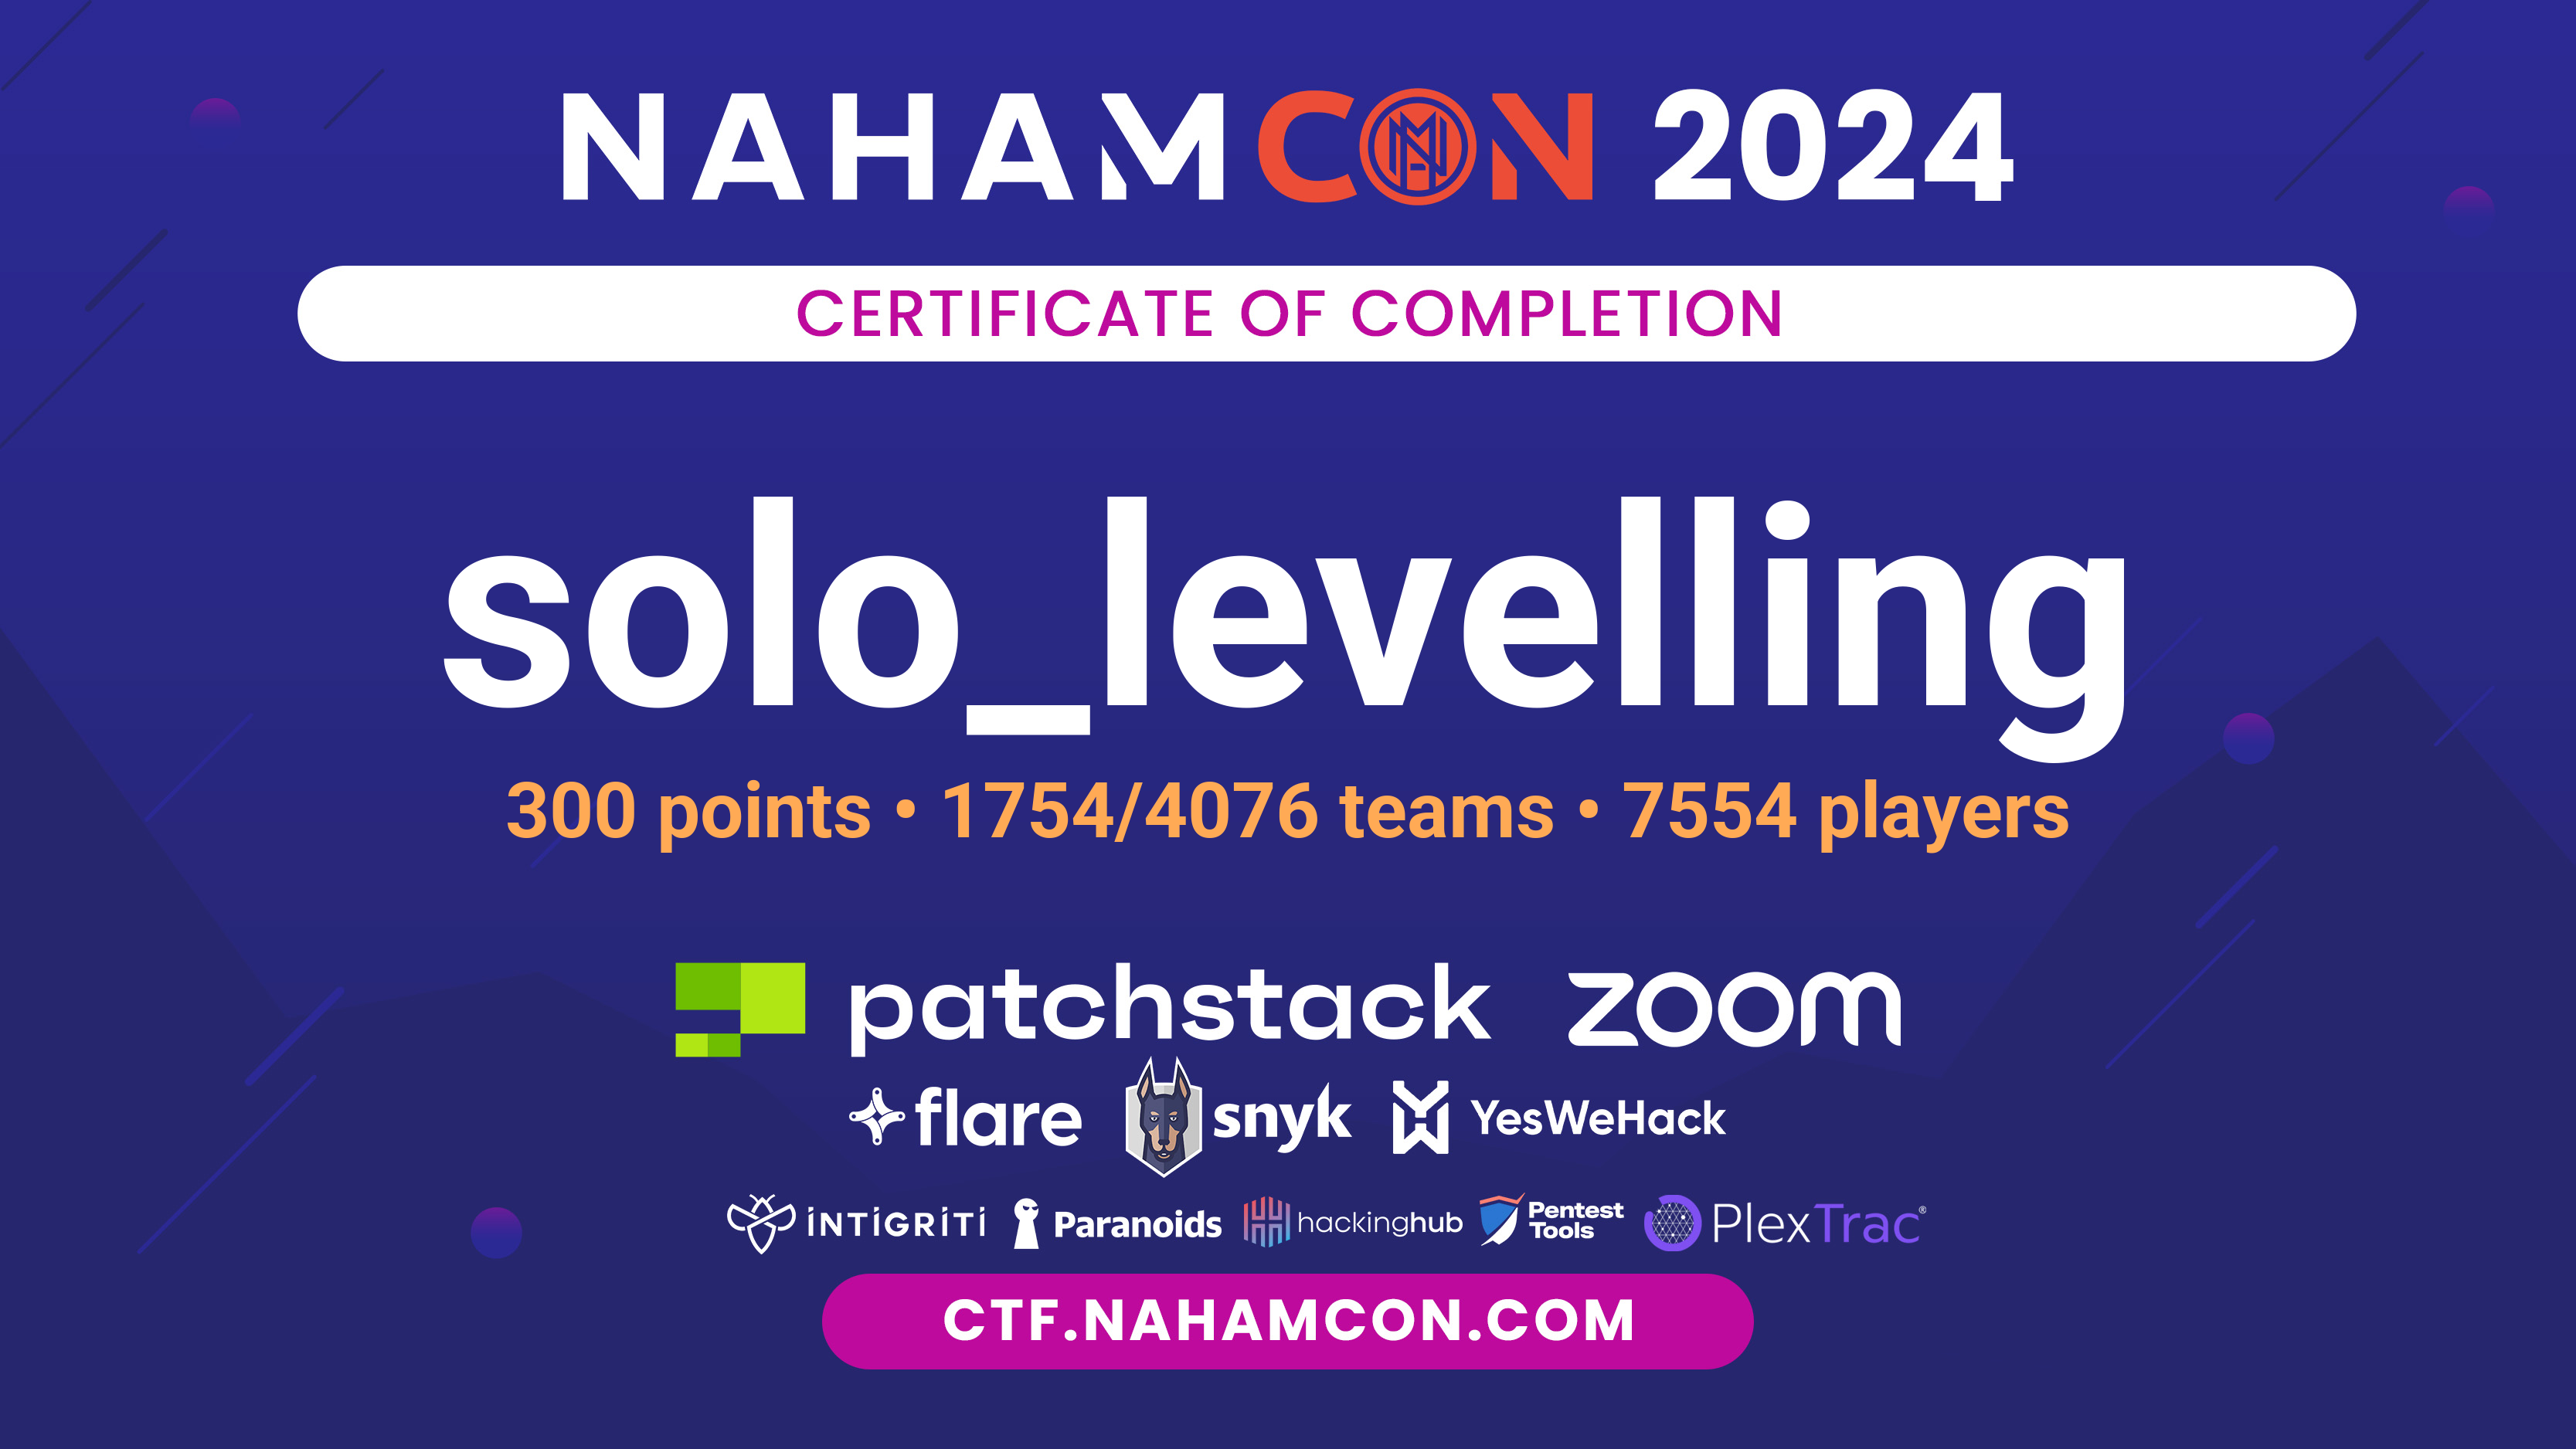 NAHAMCON 2024
CERTIFICATE OF COMPLETION
solo_levelling
300 points • 1754/4076 teams • 7554 players
patchstack zoom
flare snyk YesWeHack
INTIGRITI Paranoids hackinghub Pentest Tools PlexTrac®
CTF.NAHAMCON.COM